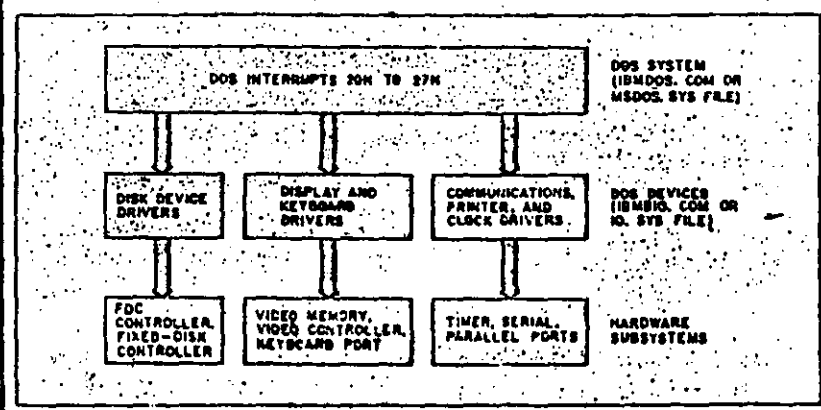 DOS INTERRUPTS 20H TO 27H
DOS SYSTEM
(IBMDOS.COM OR
MSDOS.SYS FILE)
DISK DEVICE
DRIVERS
DISPLAY AND
KEYBOARD
DRIVERS
COMMUNICATIONS,
PRINTER, AND
CLOCK DRIVERS
DOS DEVICES
(IBMBIO.COM OR
IO.SYS FILE)
FDC
CONTROLLER,
FIXED-DISK
CONTROLLER
VIDEO MEMORY,
VIDEO CONTROLLER,
KEYBOARD PORT
TIMER, SERIAL,
PARALLEL PORTS
HARDWARE
SUBSYSTEMS